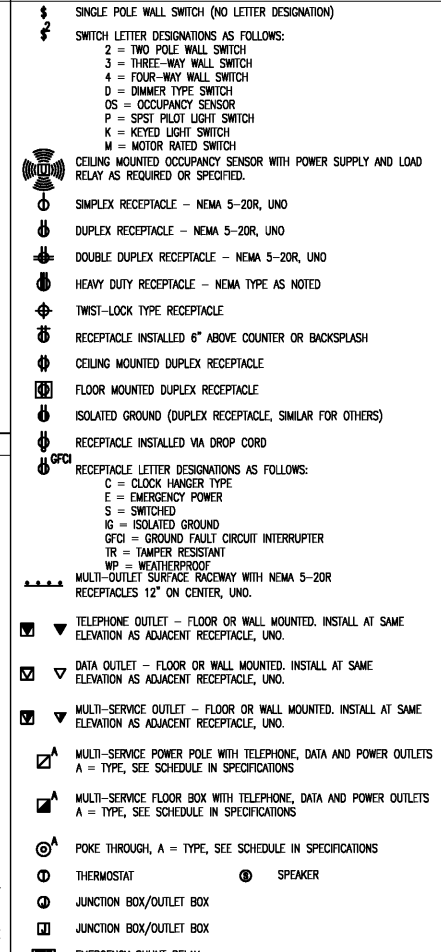 $ SINGLE POLE WALL SWITCH (NO LETTER DESIGNATION)
$2 SWITCH LETTER DESIGNATIONS AS FOLLOWS:
2 = TWO POLE WALL SWITCH
3 = THREE-WAY WALL SWITCH
4 = FOUR-WAY WALL SWITCH
D = DIMMER TYPE SWITCH
OS = OCCUPANCY SENSOR
P = SPST PILOT LIGHT SWITCH
K = KEYED LIGHT SWITCH
M = MOTOR RATED SWITCH
CEILING MOUNTED OCCUPANCY SENSOR WITH POWER SUPPLY AND LOAD
RELAY AS REQUIRED OR SPECIFIED.
SIMPLEX RECEPTACLE - NEMA 5-20R, UNO
DUPLEX RECEPTACLE - NEMA 5-20R, UNO
DOUBLE DUPLEX RECEPTACLE - NEMA 5-20R, UNO
HEAVY DUTY RECEPTACLE - NEMA TYPE AS NOTED
TWIST-LOCK TYPE RECEPTACLE
RECEPTACLE INSTALLED 6" ABOVE COUNTER OR BACKSPLASH
CEILING MOUNTED DUPLEX RECEPTACLE
FLOOR MOUNTED DUPLEX RECEPTACLE
ISOLATED GROUND (DUPLEX RECEPTACLE, SIMILAR FOR OTHERS)
RECEPTACLE INSTALLED VIA DROP CORD
GFCI RECEPTACLE LETTER DESIGNATIONS AS FOLLOWS:
C = CLOCK HANGER TYPE
E = EMERGENCY POWER
S = SWITCHED
IG = ISOLATED GROUND
GFCI = GROUND FAULT CIRCUIT INTERRUPTER
TR = TAMPER RESISTANT
WP = WEATHERPROOF
MULTI-OUTLET SURFACE RACEWAY WITH NEMA 5-20R
RECEPTACLES 12" ON CENTER, UNO.
TELEPHONE OUTLET - FLOOR OR WALL MOUNTED. INSTALL AT SAME
ELEVATION AS ADJACENT RECEPTACLE, UNO.
DATA OUTLET - FLOOR OR WALL MOUNTED. INSTALL AT SAME
ELEVATION AS ADJACENT RECEPTACLE, UNO.
MULTI-SERVICE OUTLET - FLOOR OR WALL MOUNTED. INSTALL AT SAME
ELEVATION AS ADJACENT RECEPTACLE, UNO.
A MULTI-SERVICE POWER POLE WITH TELEPHONE, DATA AND POWER OUTLETS
A = TYPE, SEE SCHEDULE IN SPECIFICATIONS
A MULTI-SERVICE FLOOR BOX WITH TELEPHONE, DATA AND POWER OUTLETS
A = TYPE, SEE SCHEDULE IN SPECIFICATIONS
A POKE THROUGH, A = TYPE, SEE SCHEDULE IN SPECIFICATIONS
T THERMOSTAT S SPEAKER
J JUNCTION BOX/OUTLET BOX
J JUNCTION BOX/OUTLET BOX
EMERGENCY SHUNT RELAY